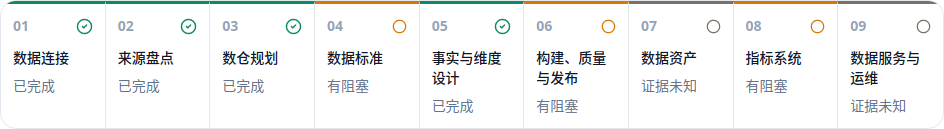 01
数据连接
已完成
02
来源盘点
已完成
03
数仓规划
已完成
04
数据标准
有阻塞
05
事实与维度
设计
已完成
06
构建、质量
与发布
有阻塞
07
数据资产
证据未知
08
指标系统
有阻塞
09
数据服务与
运维
证据未知